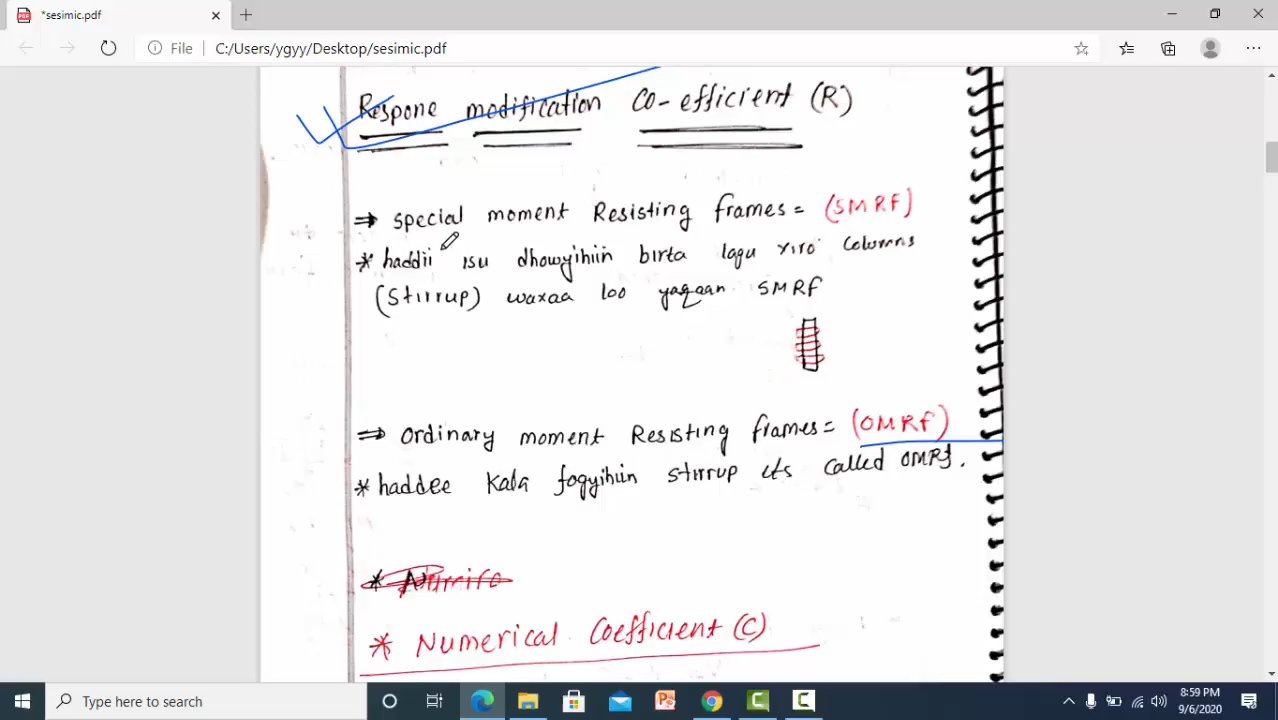 *sesimic.pdf
File
C:/Users/ygyy/Desktop/sesimic.pdf
Respone modification Co-efficient (R)
⇒ special moment Resisting frames = (SMRF)
* haddii isu dhowyihiin birta lagu xiro columns
(Stirrup) waxaa loo yaqaan SMRF
⇒ Ordinary moment Resisting frames = (OMRF)
* haddee Kala fogyihiin stirrup its called OMRf.
* Numerical Coefficient (C)
Type here to search
8:59 PM
9/6/2020